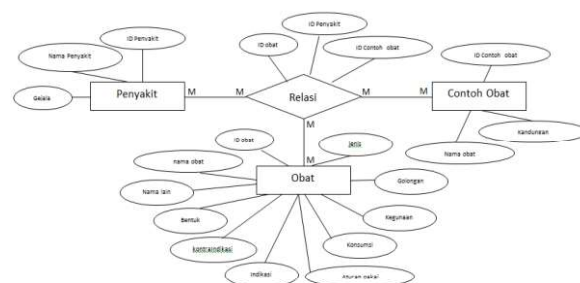 ID Penyakit
ID Penyakit
Nama Penyakit
ID obat
ID Contoh obat
ID Contoh obat
Gejala
Penyakit
M
M
Relasi
M
M
Contoh Obat
M
Kandungan
ID obat
Jenis
Nama obat
nama obat
M
Obat
Golongan
Nama lain
Bentuk
Kegunaan
kontraindikasi
Konsumsi
Indikasi
Aturan pakai